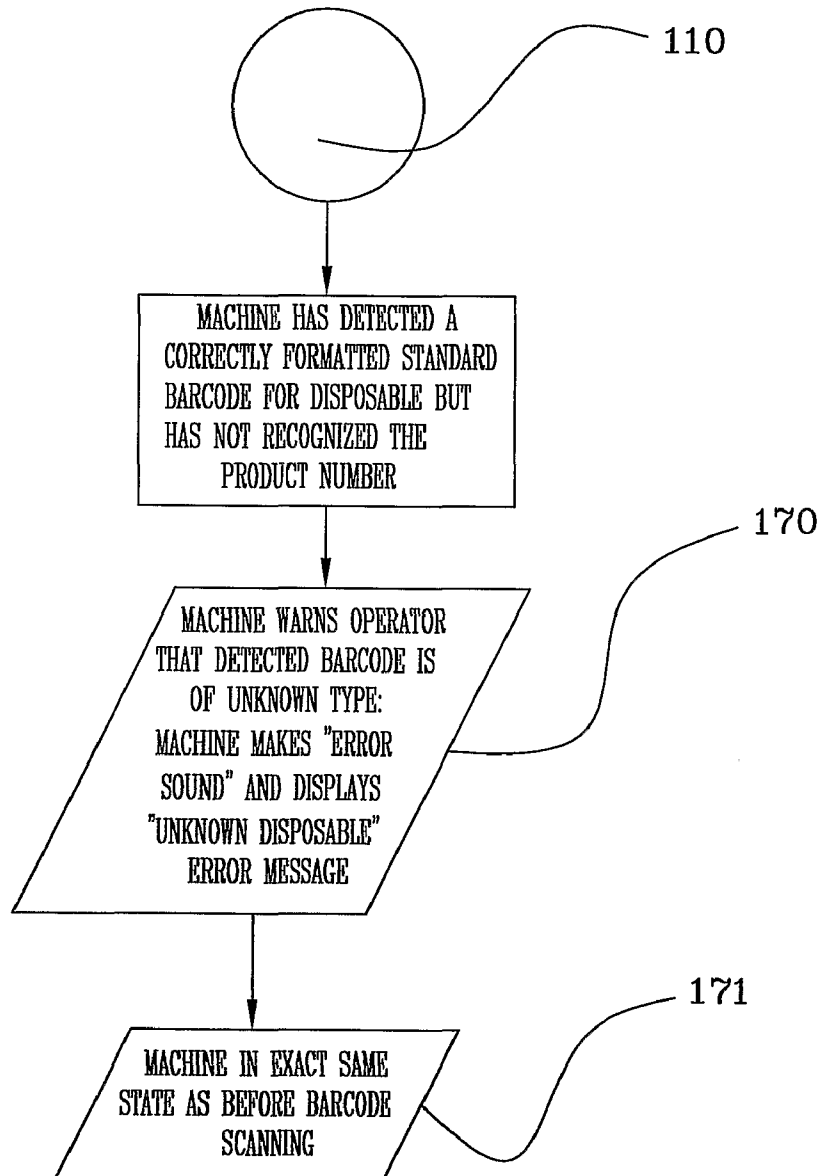 110
MACHINE HAS DETECTED A
CORRECTLY FORMATTED STANDARD
BARCODE FOR DISPOSABLE BUT
HAS NOT RECOGNIZED THE
PRODUCT NUMBER
170
MACHINE WARNS OPERATOR
THAT DETECTED BARCODE IS
OF UNKNOWN TYPE:
MACHINE MAKES "ERROR
SOUND" AND DISPLAYS
"UNKNOWN DISPOSABLE"
ERROR MESSAGE
171
MACHINE IN EXACT SAME
STATE AS BEFORE BARCODE
SCANNING